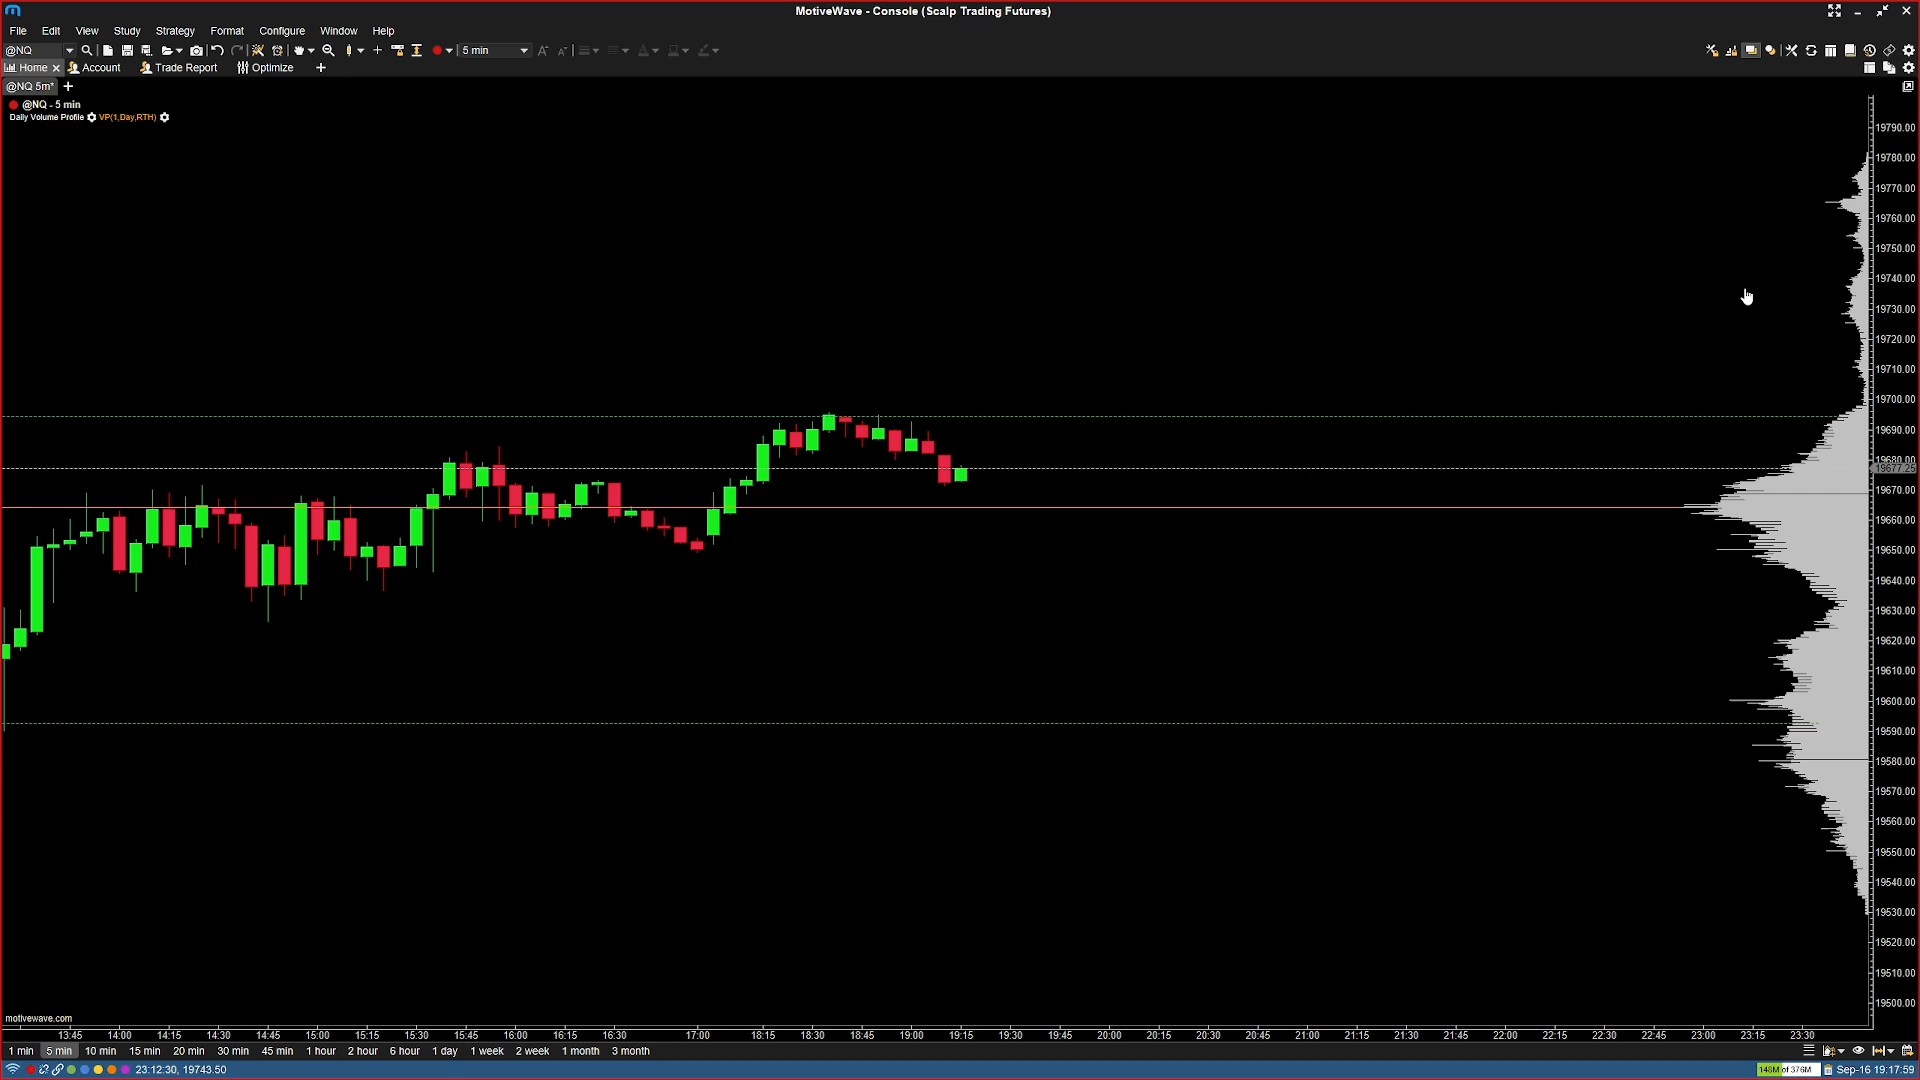 MotiveWave - Console (Scalp Trading Futures)
File Edit View Study Strategy Format Configure Window Help
@NQ 5 min
Home Account Trade Report Optimize
@NQ 5m*
@NQ - 5 min
Daily Volume Profile VP(1,Day,RTH)
19790.00
19780.00
19770.00
19760.00
19750.00
19740.00
19730.00
19720.00
19710.00
19700.00
19690.00
19680.00
19677.25
19670.00
19660.00
19650.00
19640.00
19630.00
19620.00
19610.00
19600.00
19590.00
19580.00
19570.00
19560.00
19550.00
19540.00
19530.00
19520.00
19510.00
19500.00
motivewave.com
13:45 14:00 14:15 14:30 14:45 15:00 15:15 15:30 15:45 16:00 16:15 16:30 17:00 18:15 18:30 18:45 19:00 19:15 19:30 19:45 20:00 20:15 20:30 20:45 21:00 21:15 21:30 21:45 22:00 22:15 22:30 22:45 23:00 23:15 23:30
1 min 5 min 10 min 15 min 20 min 30 min 45 min 1 hour 2 hour 6 hour 1 day 1 week 2 week 1 month 3 month
23:12:30, 19743.50 148M of 376M Sep-16 19:17:59